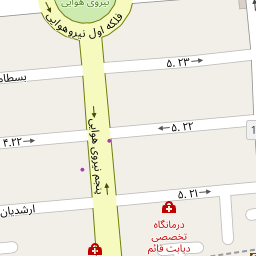 نیروی هوایی
فلکه اول نیروهوایی
۵.۲۳
بسطام
۵.۲۲
۴.۲۲
پنجم نیروی هوایی
۵.۲۱
ارشدیان
درمانگاه
تخصصی
دیابت قائم